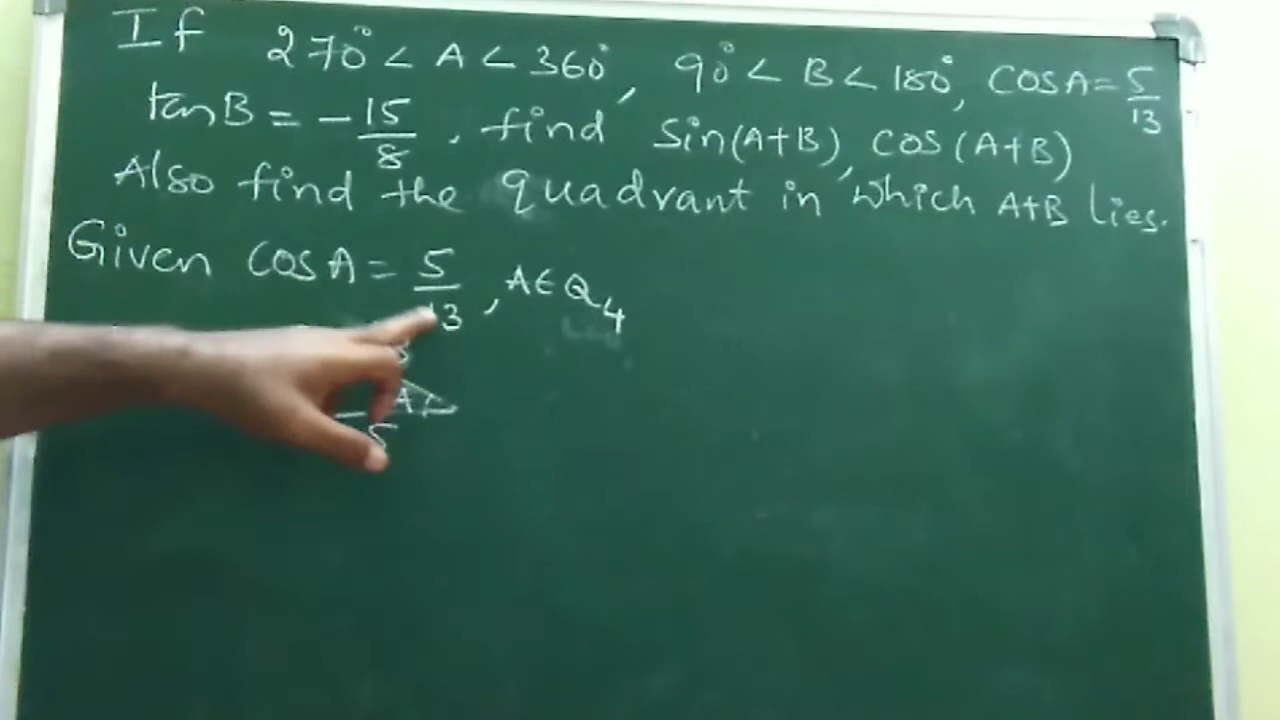 If 270° < A < 360°, 90° < B < 180°, cos A = 5/13
tan B = -15/8, find sin(A+B), cos(A+B)
Also find the quadrant in which A+B lies.
Given cos A = 5/13, A ∈ Q4
A
5